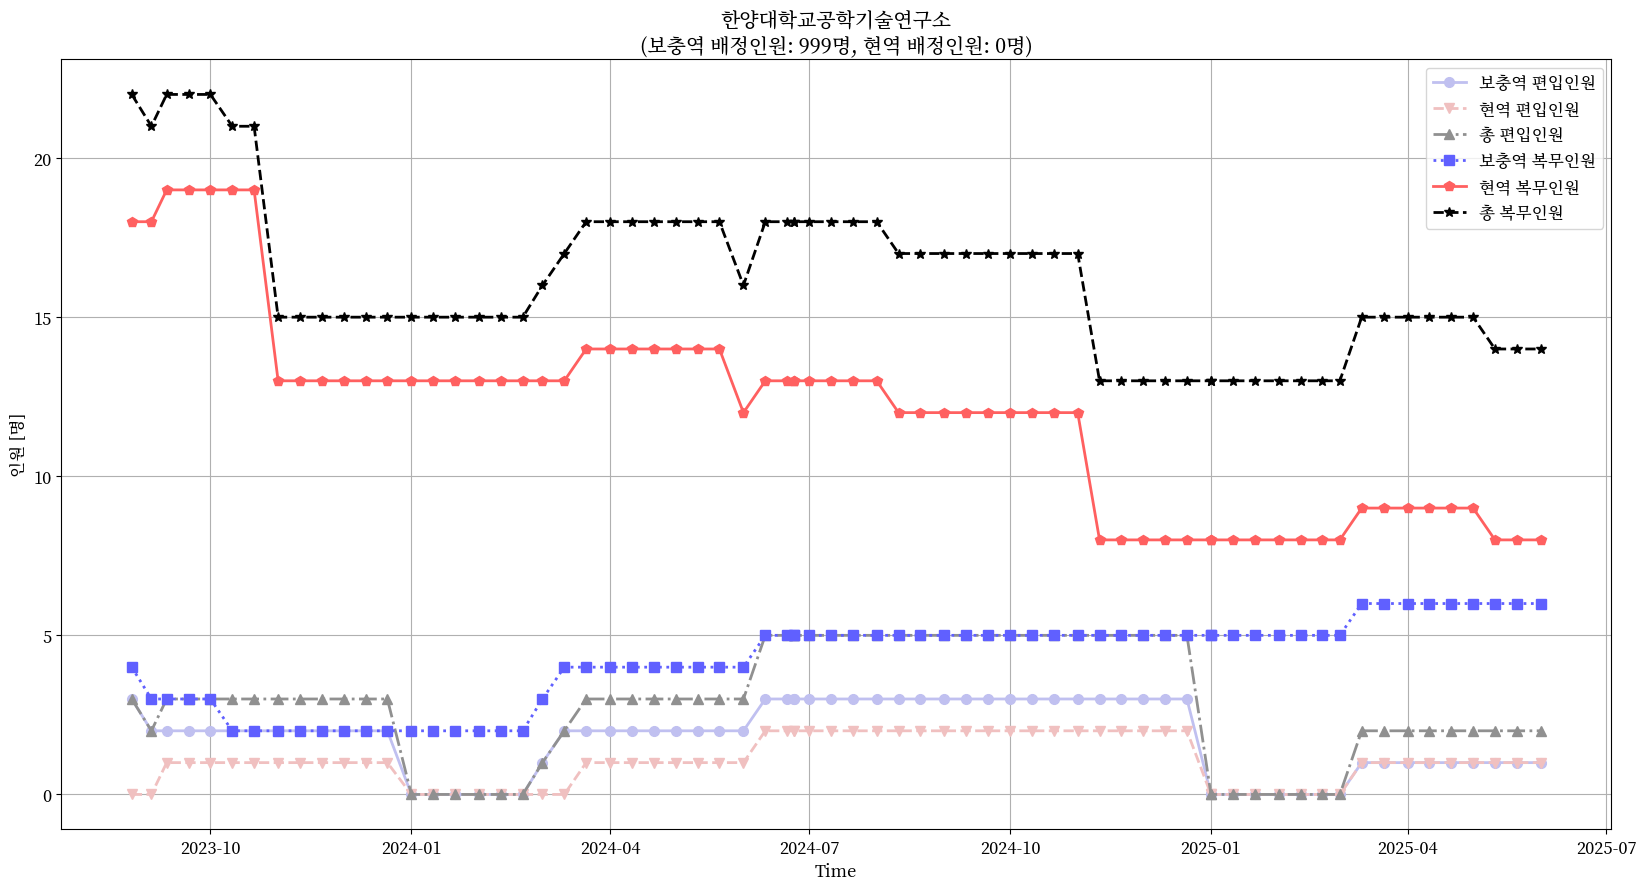 한양대학교공학기술연구소
(보충역 배정인원: 999명, 현역 배정인원: 0명)
보충역 편입인원
현역 편입인원
총 편입인원
보충역 복무인원
현역 복무인원
총 복무인원
인원 [명]
20
15
10
5
0
2023-10
2024-01
2024-04
2024-07
2024-10
2025-01
2025-04
2025-07
Time